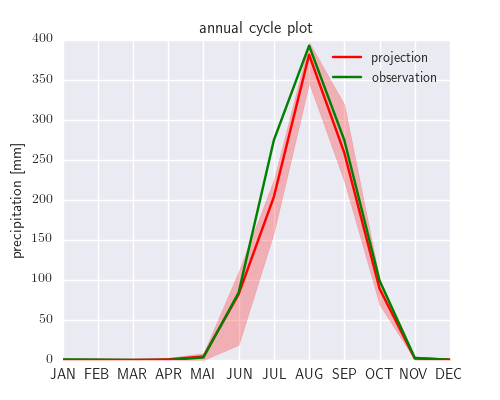 annual cycle plot
400
350
300
250
200
150
100
50
0
precipitation [mm]
projection
observation
JAN FEB MAR APR MAI JUN JUL AUG SEP OCT NOV DEC